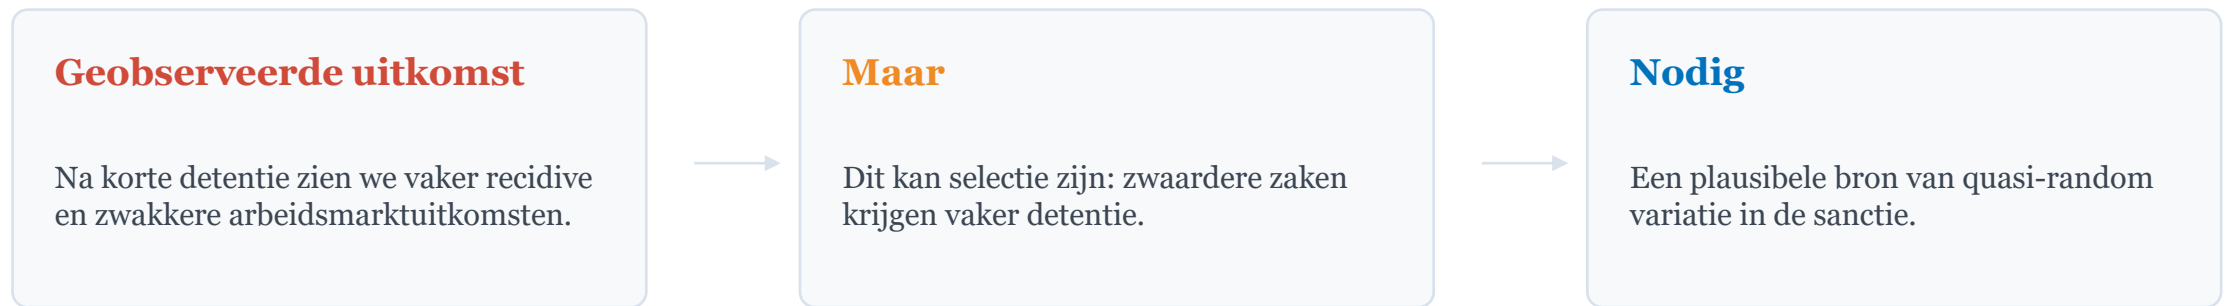 Geobserveerde uitkomst
Na korte detentie zien we vaker recidive
en zwakkere arbeidsmarktuitkomsten.
Maar
Dit kan selectie zijn: zwaardere zaken
krijgen vaker detentie.
Nodig
Een plausibele bron van quasi-random
variatie in de sanctie.